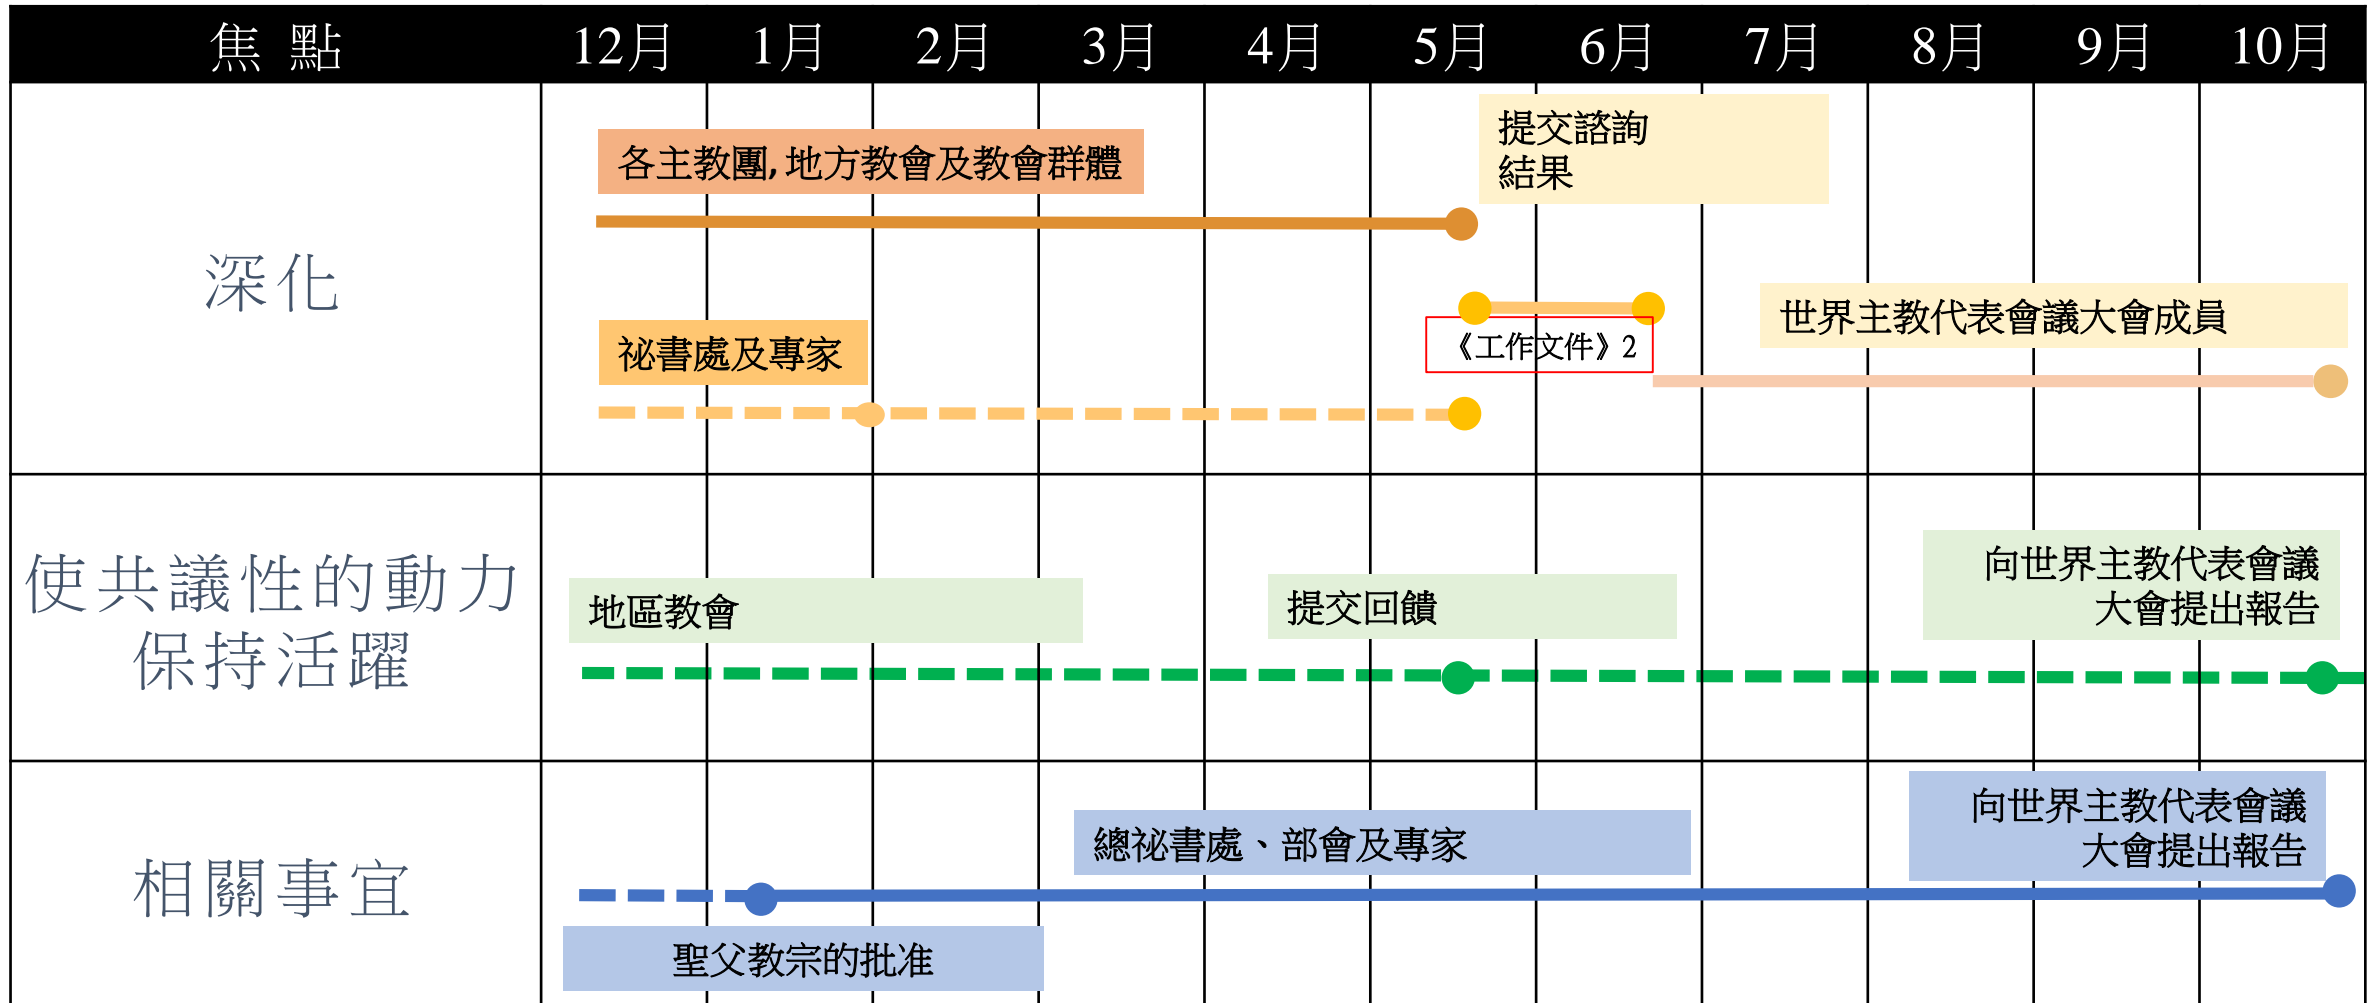 焦 點 12月 1月 2月 3月 4月 5月 6月 7月 8月 9月 10月
深化
各主教團, 地方教會及教會群體
提交諮詢
結果
祕書處及專家
《工作文件》2
世界主教代表會議大會成員
使共議性的動力
保持活躍
地區教會
提交回饋
向世界主教代表會議
大會提出報告
相關事宜
總祕書處、部會及專家
向世界主教代表會議
大會提出報告
聖父教宗的批准